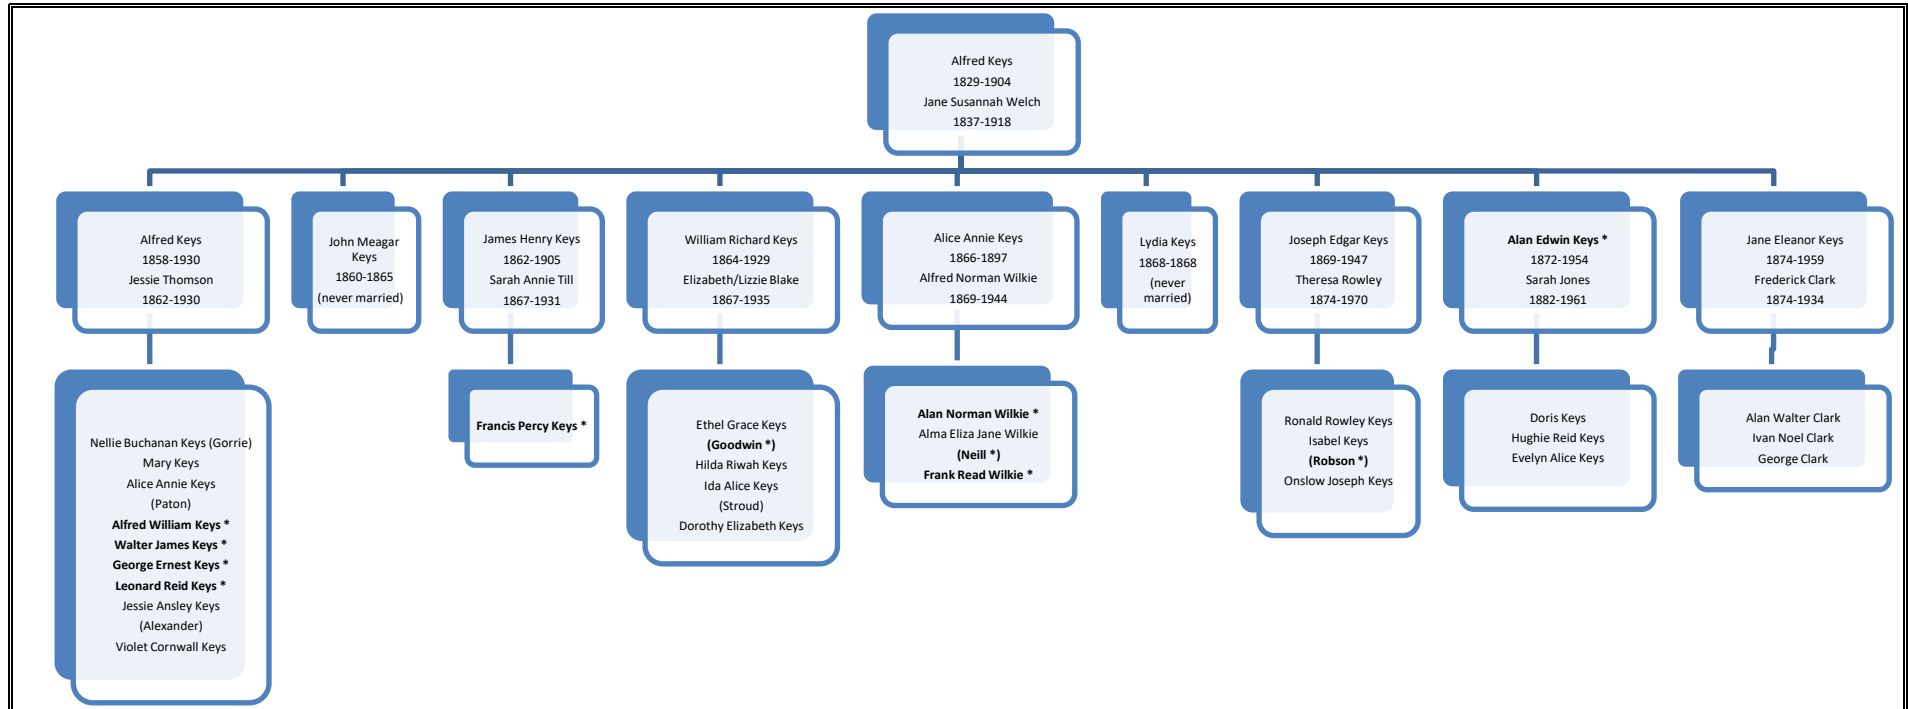 Alfred Keys
1829-1904
Jane Susannah Welch
1837-1918
Alfred Keys
1858-1930
Jessie Thomson
1862-1930
John Meagar
Keys
1860-1865
(never married)
James Henry Keys
1862-1905
Sarah Annie Till
1867-1931
William Richard Keys
1864-1929
Elizabeth/Lizzie Blake
1867-1935
Alice Annie Keys
1866-1897
Alfred Norman Wilkie
1869-1944
Lydia Keys
1868-1868
(never
married)
Joseph Edgar Keys
1869-1947
Theresa Rowley
1874-1970
Alan Edwin Keys *
1872-1954
Sarah Jones
1882-1961
Jane Eleanor Keys
1874-1959
Frederick Clark
1874-1934
Nellie Buchanan Keys (Gorrie)
Mary Keys
Alice Annie Keys
(Paton)
Alfred William Keys *
Walter James Keys *
George Ernest Keys *
Leonard Reid Keys *
Jessie Ansley Keys
(Alexander)
Violet Cornwall Keys
Francis Percy Keys *
Ethel Grace Keys
(Goodwin *)
Hilda Riwah Keys
Ida Alice Keys
(Stroud)
Dorothy Elizabeth Keys
Alan Norman Wilkie *
Alma Eliza Jane Wilkie
(Neill *)
Frank Read Wilkie *
Ronald Rowley Keys
Isabel Keys
(Robson *)
Onslow Joseph Keys
Doris Keys
Hughie Reid Keys
Evelyn Alice Keys
Alan Walter Clark
Ivan Noel Clark
George Clark